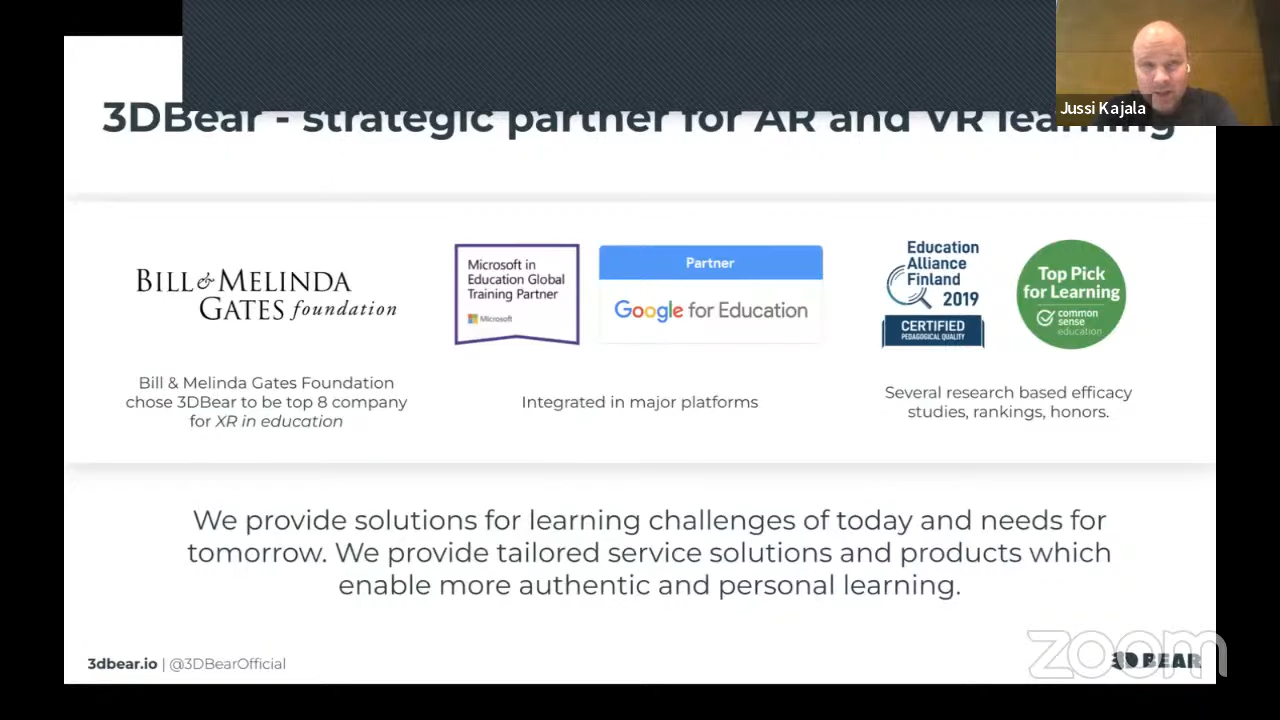 Jussi Kajala
3DBear - strategic partner for AR and VR learning
BILL & MELINDA
GATES foundation
Microsoft in
Education Global
Training Partner
Microsoft
Partner
Google for Education
Education
Alliance
Finland
2019
CERTIFIED
PEDAGOGICAL QUALITY
Top Pick
for Learning
common
sense
education
Bill & Melinda Gates Foundation
chose 3DBear to be top 8 company
for XR in education
Integrated in major platforms
Several research based efficacy
studies, rankings, honors.
We provide solutions for learning challenges of today and needs for
tomorrow. We provide tailored service solutions and products which
enable more authentic and personal learning.
3dbear.io | @3DBearOfficial
3D BEAR
zoom